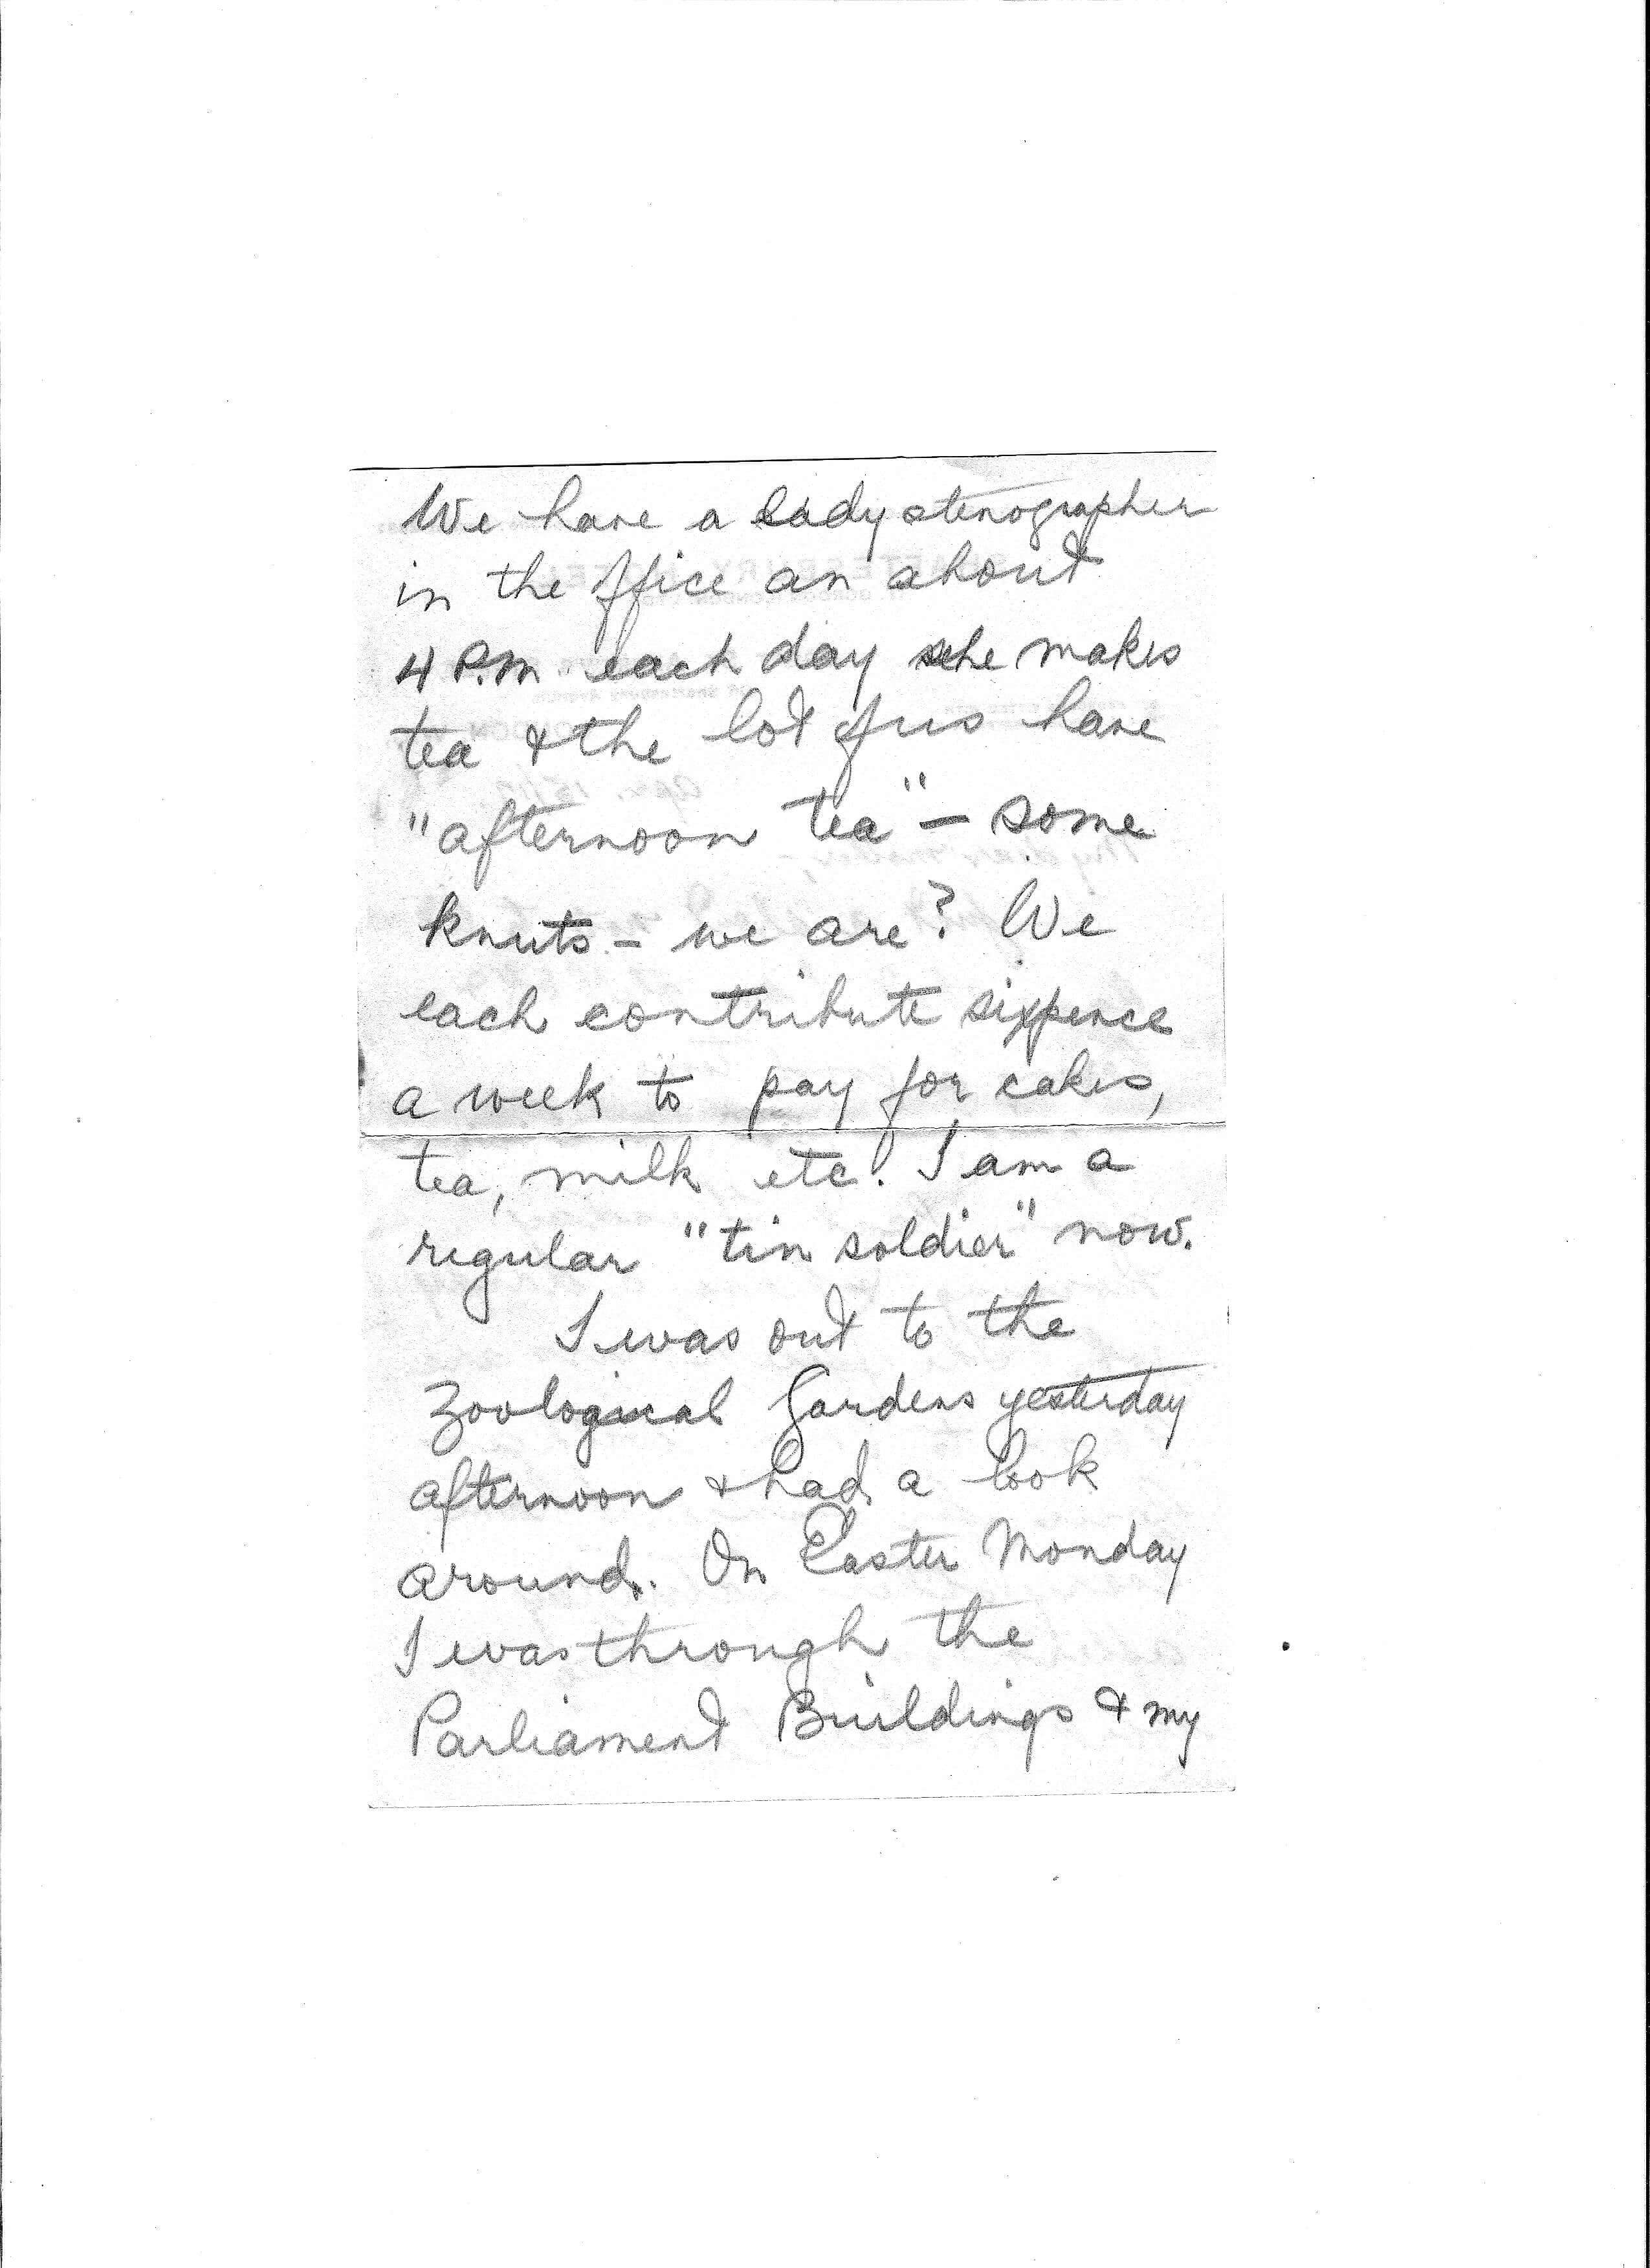 We have a lady stenographer
in the office an about
4 P.M. each day she makes
tea & the lot of us have
"afternoon tea" – some
knuts – we are? We
each contribute sixpence
a week to pay for cakes,
tea, milk etc. I am a
regular "tin soldier" now.
I was out to the
Zoological Gardens yesterday
afternoon & had a look
around. On Easter Monday
I was through the
Parliament Buildings & my